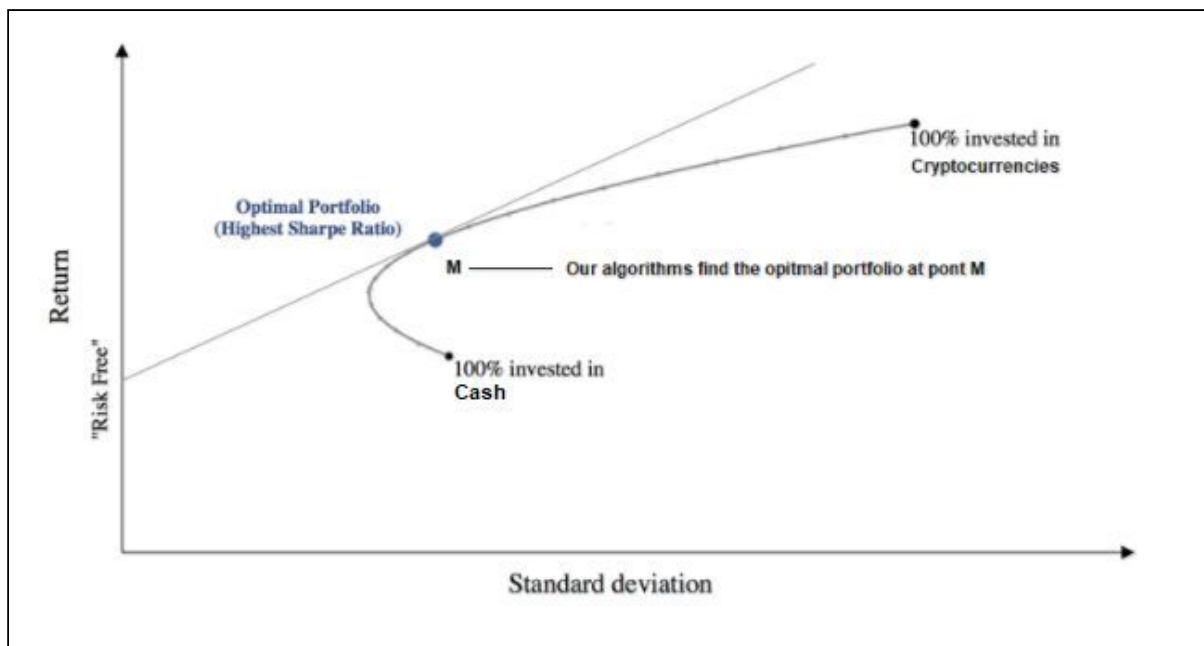 100% invested in
Cryptocurrencies
Optimal Portfolio
(Highest Sharpe Ratio)
M
Our algorithms find the opitmal portfolio at pont M
Return
"Risk Free"
100% invested in
Cash
Standard deviation